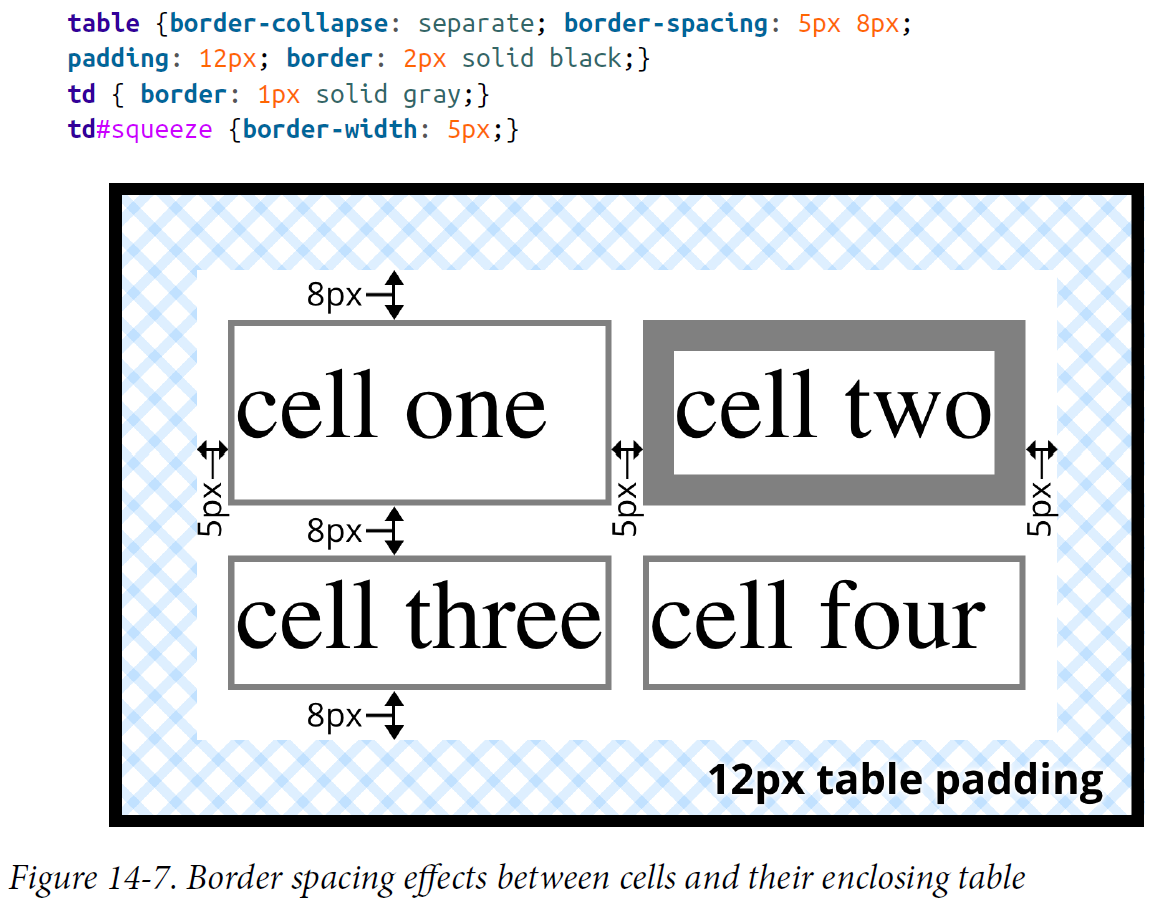 table {border-collapse: separate; border-spacing: 5px 8px;
padding: 12px; border: 2px solid black;}
td { border: 1px solid gray;}
td#squeeze {border-width: 5px;}
8px
cell one
cell two
5px
5px
5px
8px
cell three
cell four
8px
12px table padding
Figure 14-7. Border spacing effects between cells and their enclosing table